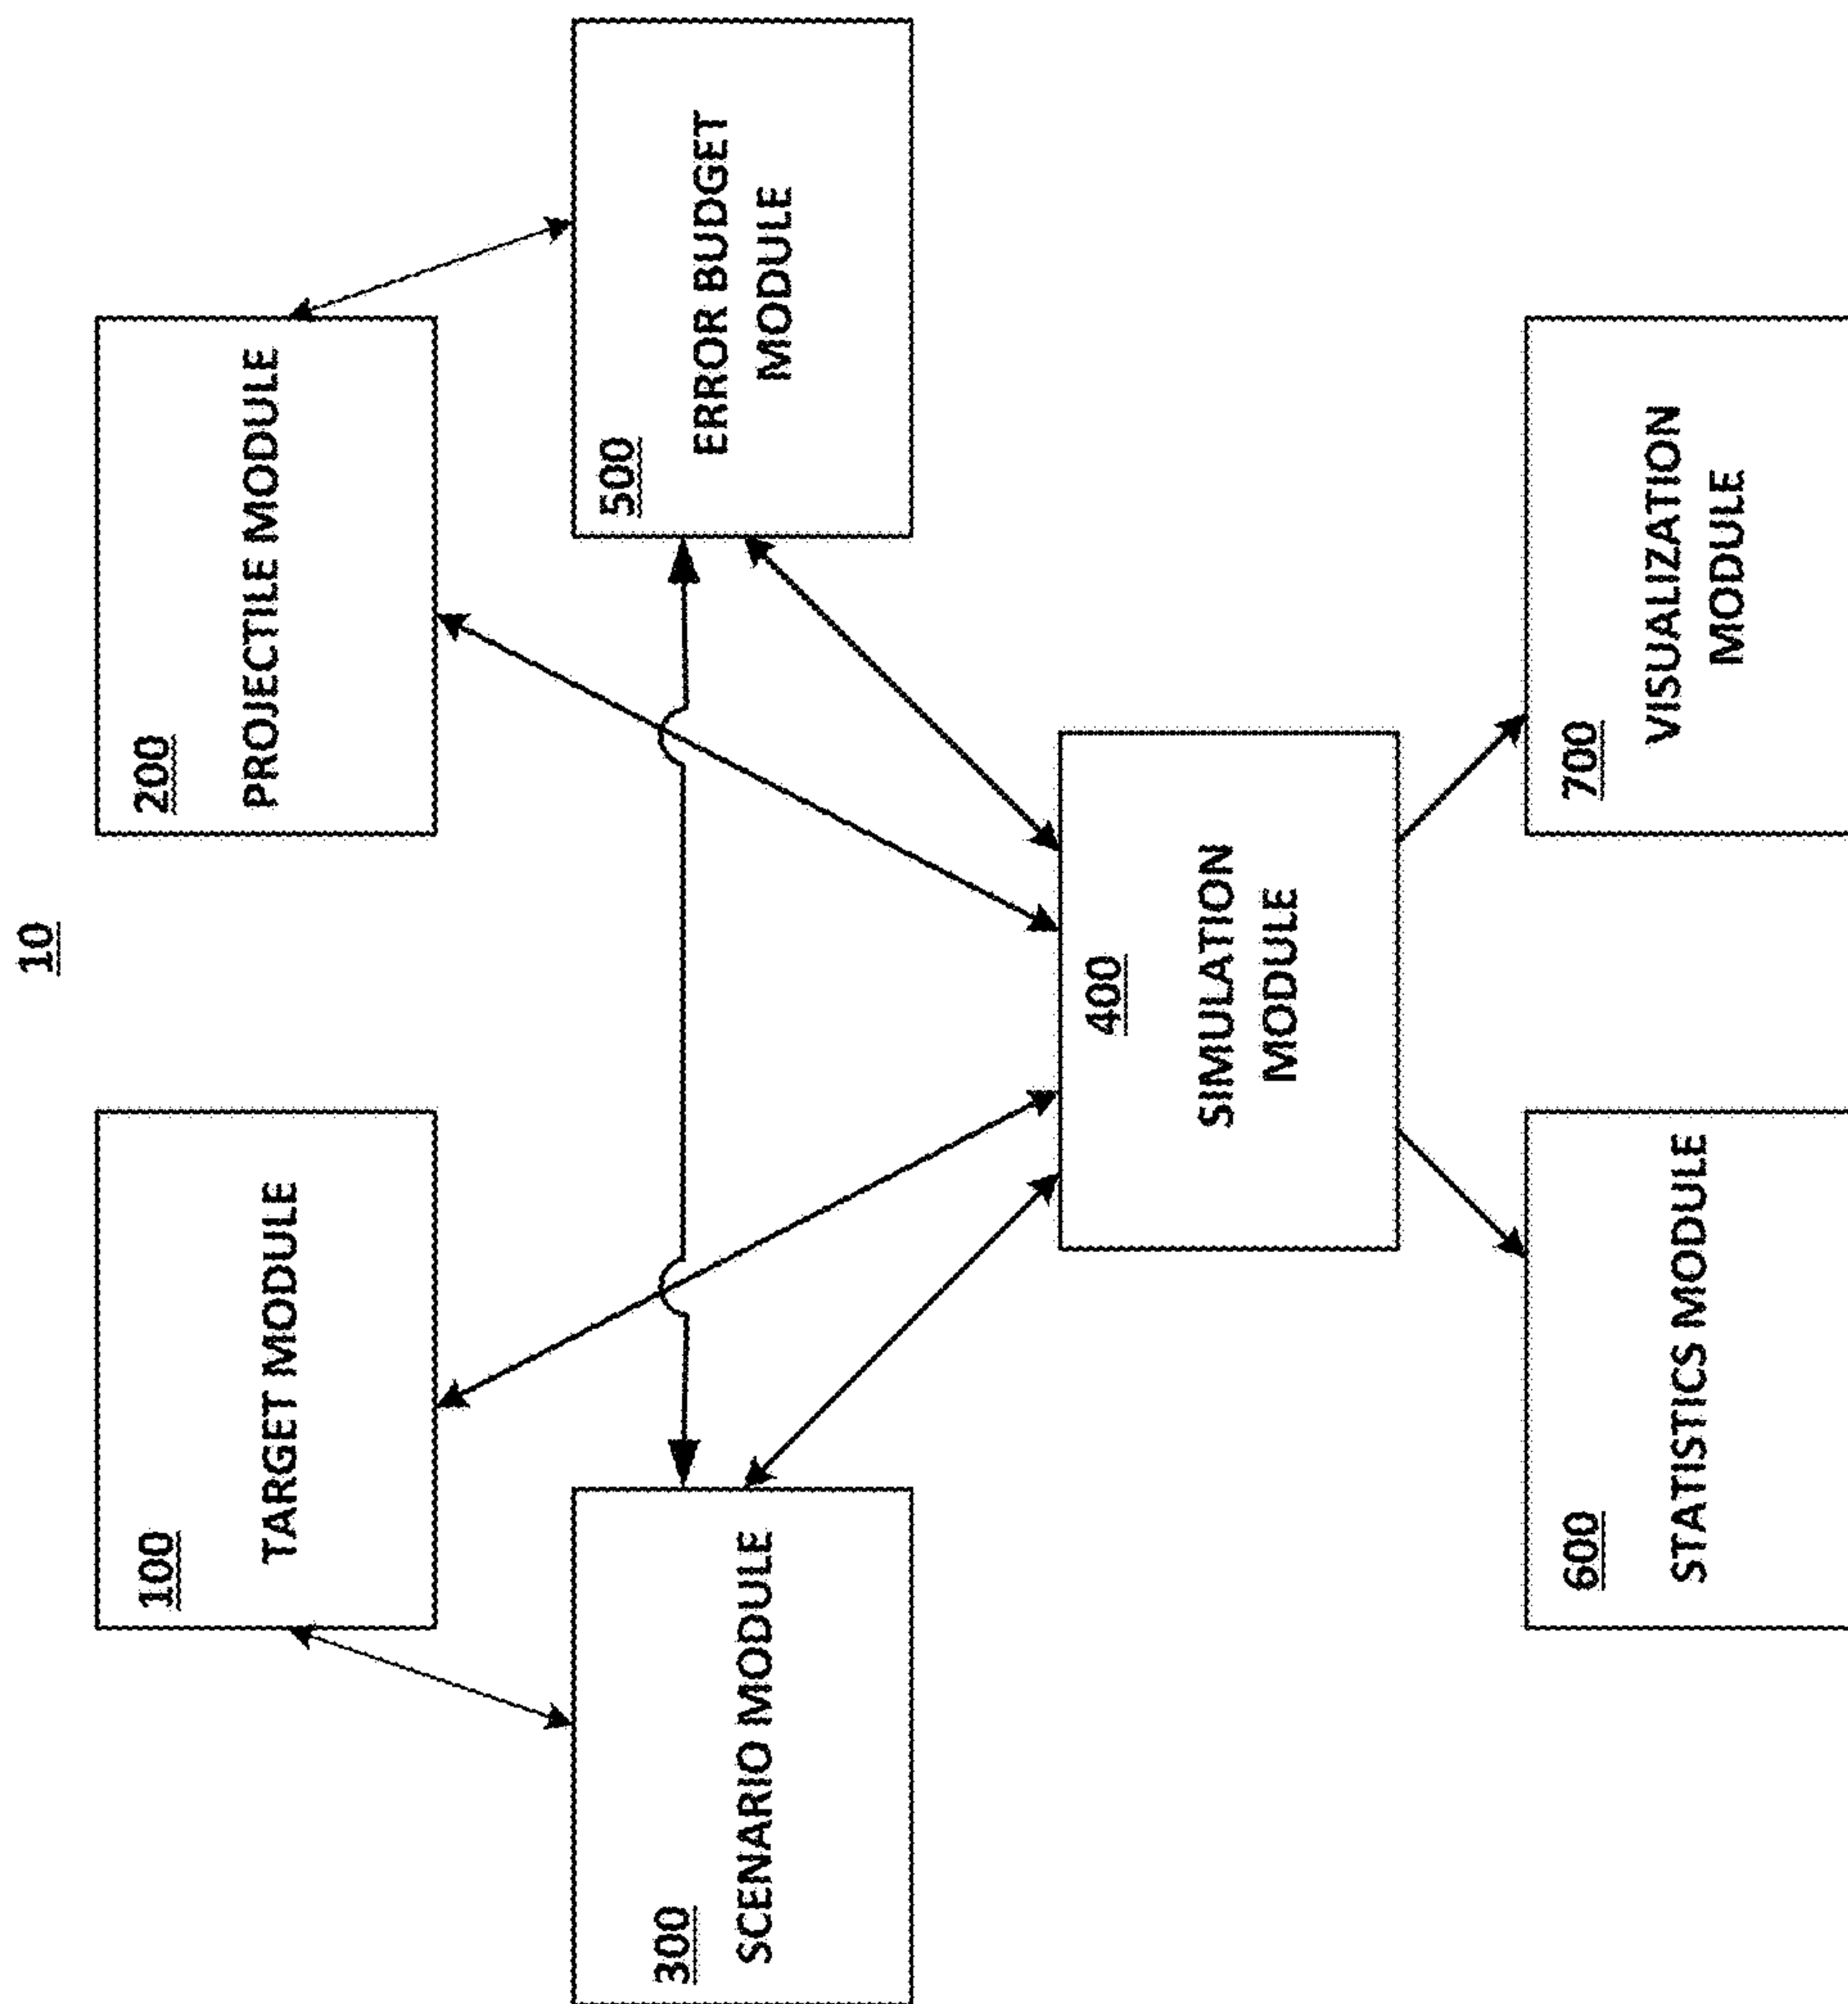 10
100
TARGET MODULE
200
PROJECTILE MODULE
300
SCENARIO MODULE
500
ERROR BUDGET
MODULE
400
SIMULATION
MODULE
600
STATISTICS MODULE
700
VISUALIZATION
MODULE